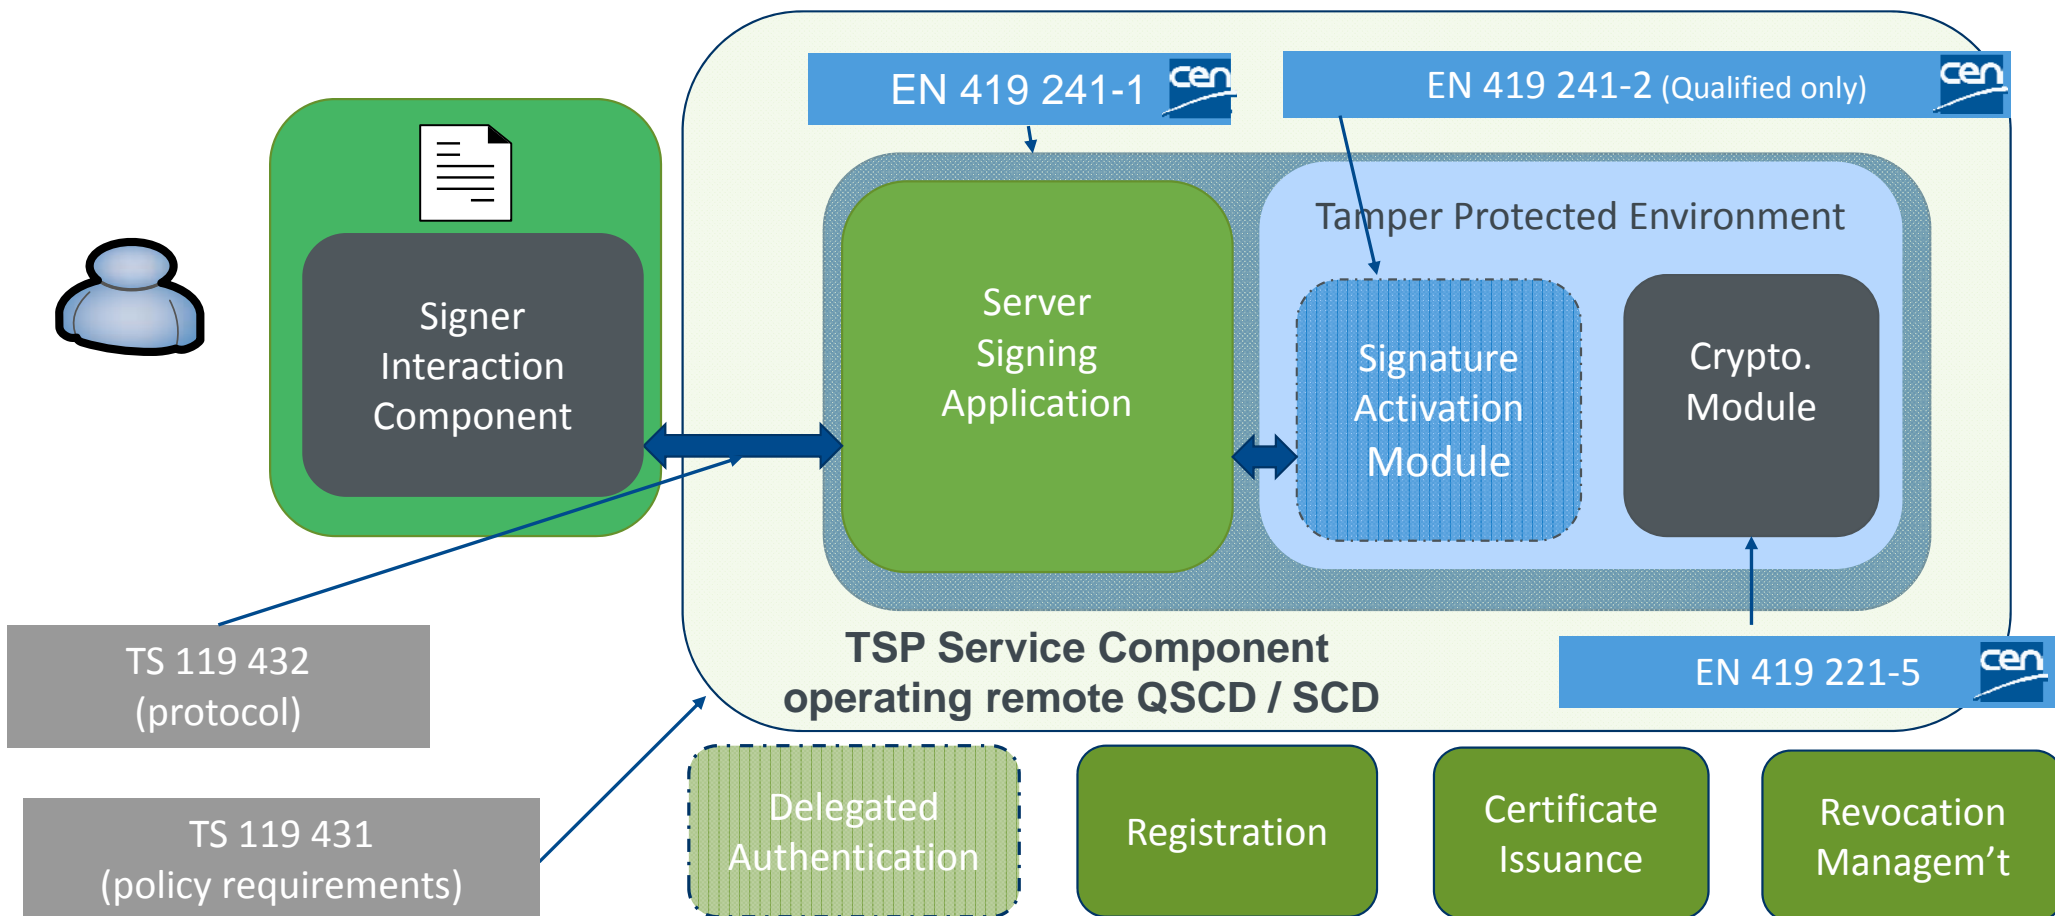 EN 419 241-1
cen
EN 419 241-2 (Qualified only)
cen
Tamper Protected Environment
Signer
Interaction
Component
Server
Signing
Application
Signature
Activation
Module
Crypto.
Module
TSP Service Component
operating remote QSCD / SCD
EN 419 221-5
cen
TS 119 432
(protocol)
TS 119 431
(policy requirements)
Delegated
Authentication
Registration
Certificate
Issuance
Revocation
Managem’t